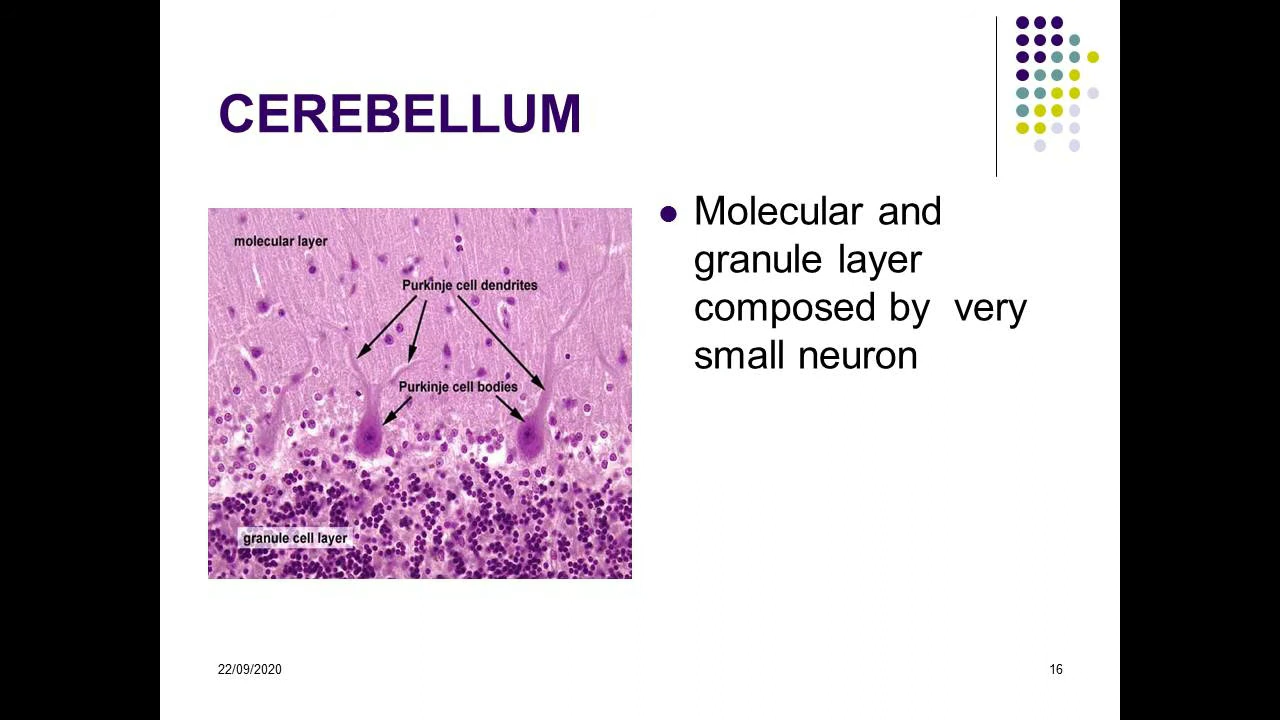 CEREBELLUM
molecular layer
Purkinje cell dendrites
Purkinje cell bodies
granule cell layer
Molecular and
granule layer
composed by  very
small neuron
22/09/2020
16